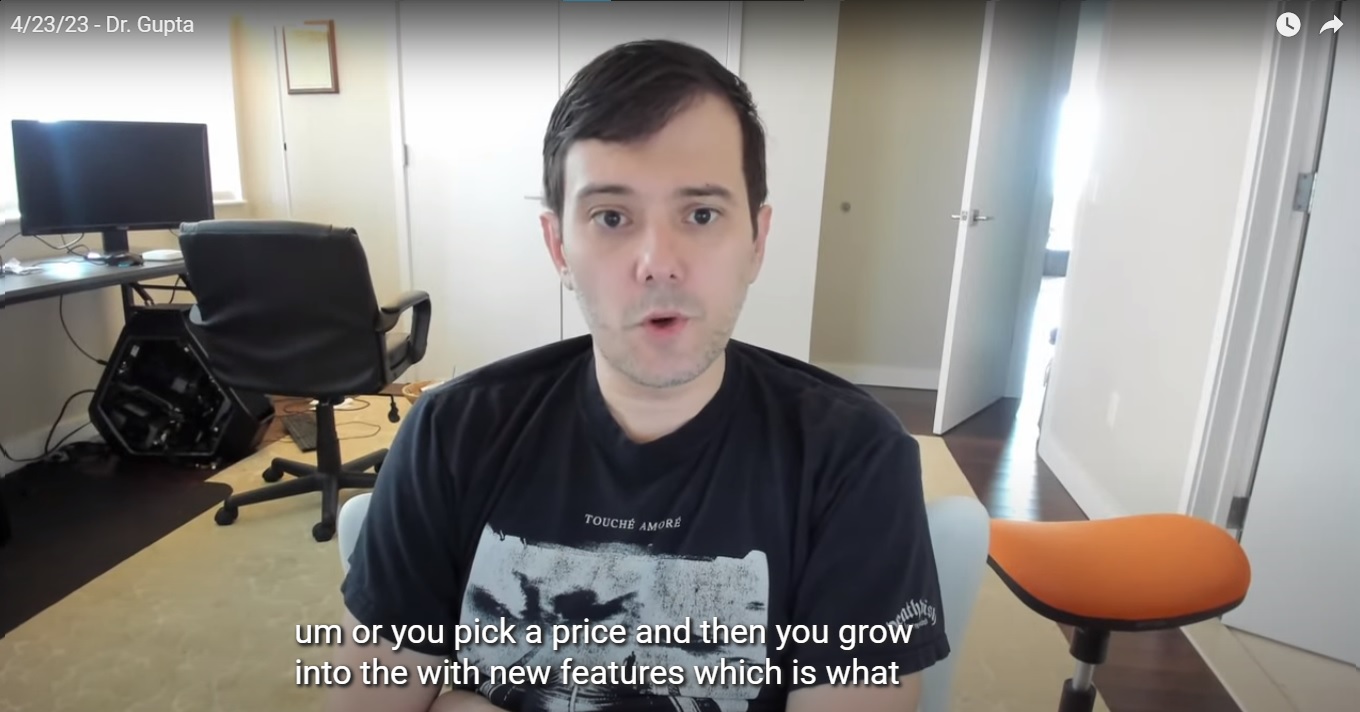 4/23/23 - Dr. Gupta
TOUCHÉ AMORÉ
um or you pick a price and then you grow
into the with new features which is what